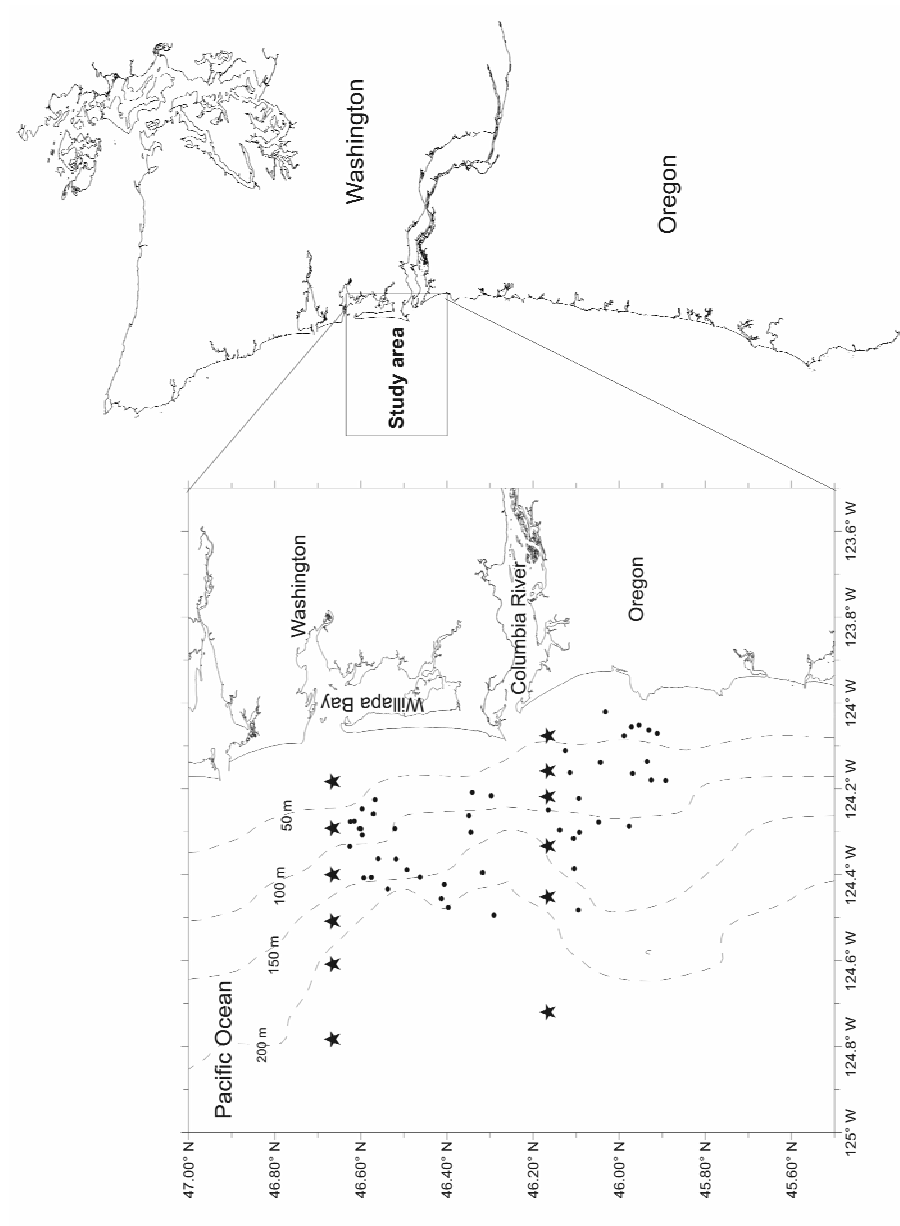 Washington
Oregon
Study area
Washington
Willapa Bay
Columbia River
Oregon
Pacific Ocean
50 m
100 m
150 m
200 m
47.00° N
46.80° N
46.60° N
46.40° N
46.20° N
46.00° N
45.80° N
45.60° N
125° W
124.8° W
124.6° W
124.4° W
124.2° W
124° W
123.8° W
123.6° W